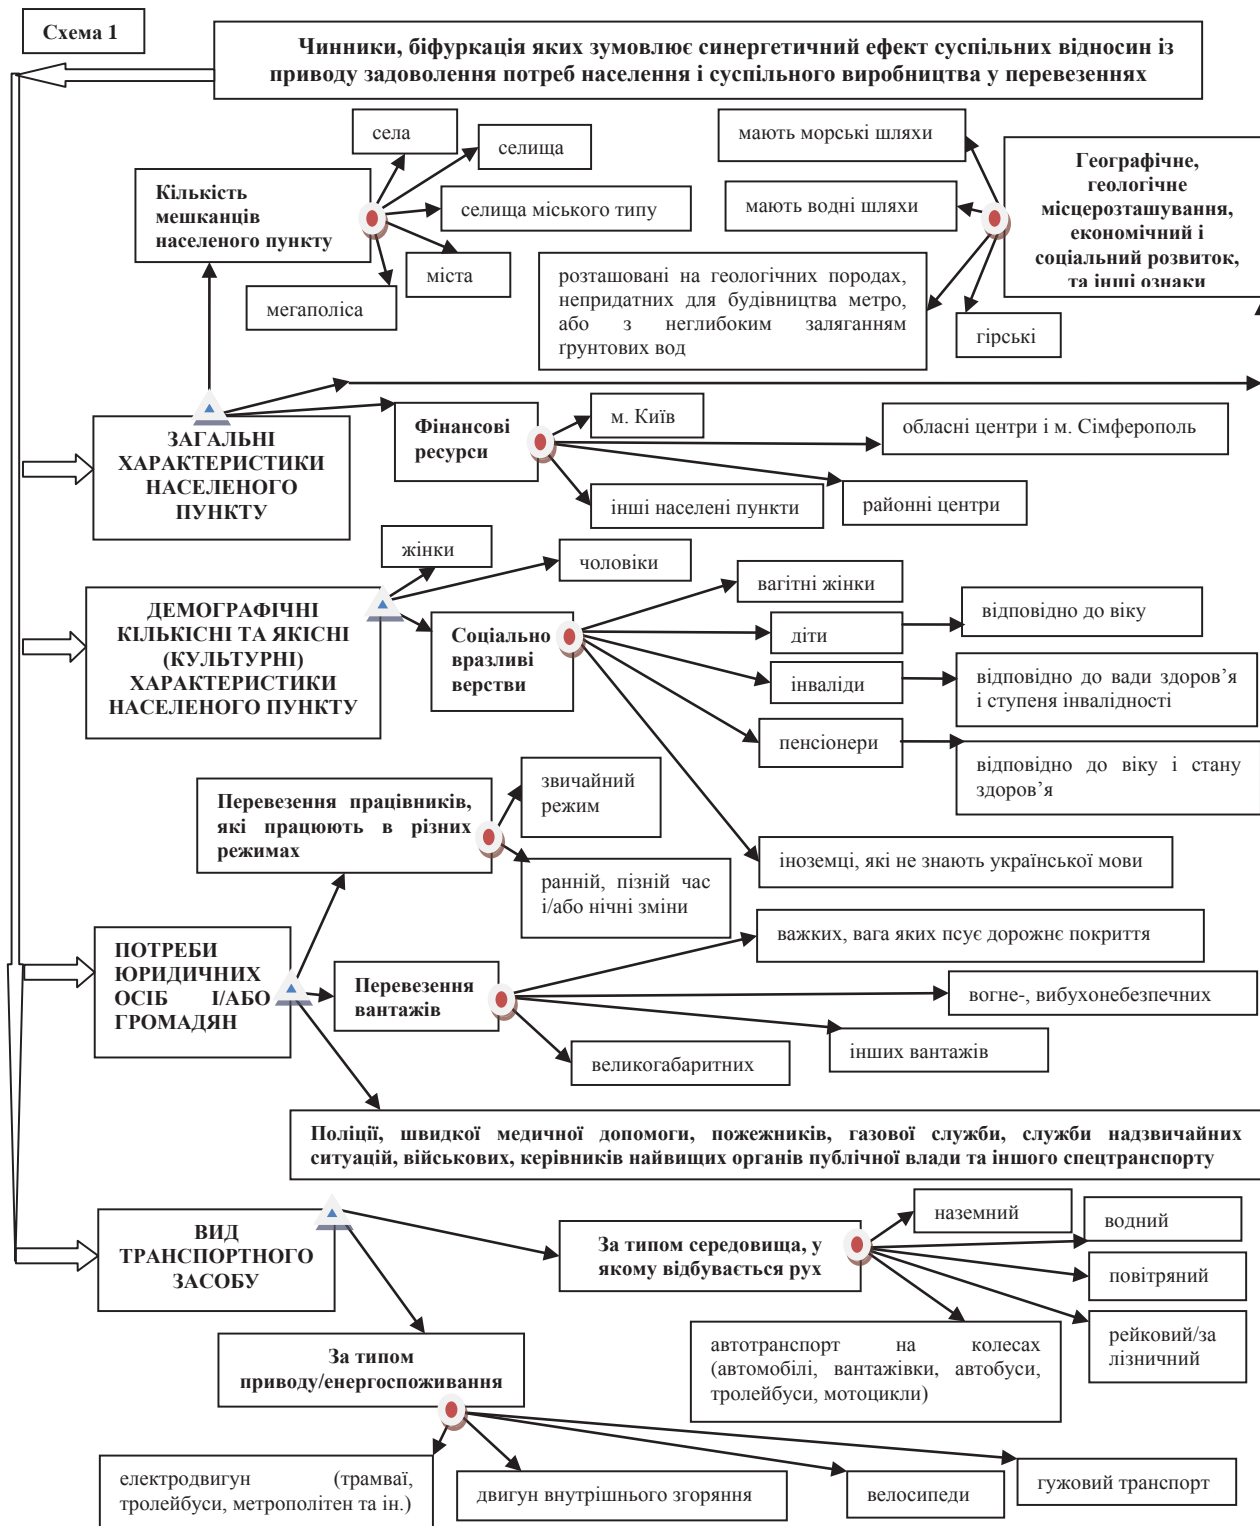 Схема 1
Чинники, біфуркація яких зумовлює синергетичний ефект суспільних відносин із
приводу задоволення потреб населення і суспільного виробництва у перевезеннях
села
селища
Кількість
мешканців
населеного пункту
селища міського типу
міста
мегаполіса
мають морські шляхи
мають водні шляхи
Географічне,
геологічне
місцерозташування,
економічний і
соціальний розвиток,
та інші ознаки
розташовані на геологічних породах,
непридатних для будівництва метро,
або з неглибоким заляганням
ґрунтових вод
гірські
ЗАГАЛЬНІ
ХАРАКТЕРИСТИКИ
НАСЕЛЕНОГО
ПУНКТУ
Фінансові
ресурси
м. Київ
обласні центри і м. Сімферополь
інші населені пункти
районні центри
жінки
чоловіки
ДЕМОГРАФІЧНІ
КІЛЬКІСНІ ТА ЯКІСНІ
(КУЛЬТУРНІ)
ХАРАКТЕРИСТИКИ
НАСЕЛЕНОГО ПУНКТУ
Соціально
вразливі
верстви
вагітні жінки
діти
відповідно до віку
інваліди
відповідно до вади здоров’я
і ступеня інвалідності
пенсіонери
відповідно до віку і стану
здоров’я
іноземці, які не знають української мови
Перевезення працівників,
які працюють в різних
режимах
звичайний
режим
ранній, пізній час
і/або нічні зміни
ПОТРЕБИ
ЮРИДИЧНИХ
ОСІБ І/АБО
ГРОМАДЯН
Перевезення
вантажів
важких, вага яких псує дорожнє покриття
вогне-, вибухонебезпечних
інших вантажів
великогабаритних
Поліції, швидкої медичної допомоги, пожежників, газової служби, служби надзвичайних
ситуацій, військових, керівників найвищих органів публічної влади та іншого спецтранспорту
ВИД
ТРАНСПОРТНОГО
ЗАСОБУ
За типом середовища, у
якому відбувається рух
наземний
водний
повітряний
рейковий/за
лізничний
автотранспорт на колесах
(автомобілі, вантажівки, автобуси,
тролейбуси, мотоцикли)
За типом
приводу/енергоспоживання
електродвигун (трамваї,
тролейбуси, метрополітен та ін.)
двигун внутрішнього згоряння
велосипеди
гужовий транспорт